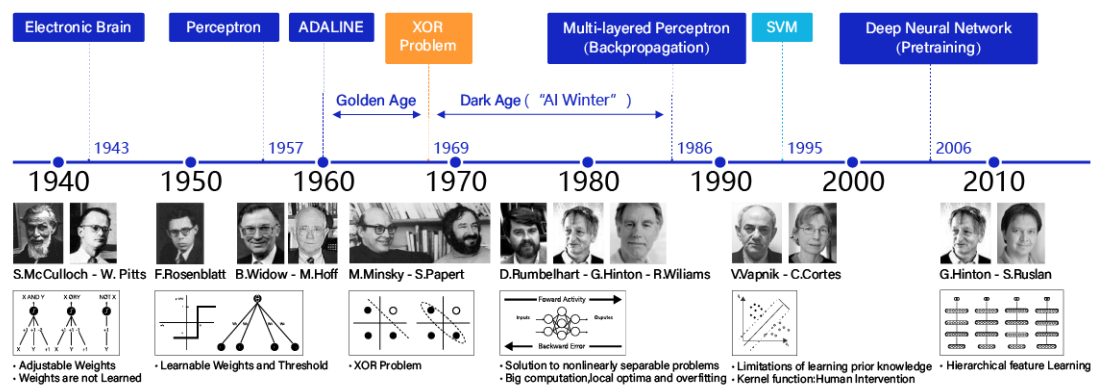 Electronic Brain
Perceptron
ADALINE
XOR
Problem
Multi-layered Perceptron
(Backpropagation)
SVM
Deep Neural Network
(Pretraining)
Golden Age
Dark Age ( “AI Winter” )
1943
1957
1969
1986
1995
2006
1940
1950
1960
1970
1980
1990
2000
2010
S.McCulloch - W. Pitts
F.Rosenblatt
B.Widow - M.Hoff
M.Minsky - S.Papert
D.Rumbelhart - G.Hinton - R.Wiliams
V.Vapnik - C.Cortes
G.Hinton - S.Ruslan
X AND Y
X OR Y
NOT X
X Y
X Y
X
Foward Activity
Inputs
Backward Error
• Adjustable Weights
• Weights are not Learned
• Learnable Weights and Threshold
• XOR Problem
• Solution to nonlinearly separable problems
• Big computation,local optima and overfitting
• Limitations of learning prior knowledge
• Kernel function:Human Intervention
• Hierarchical feature Learning